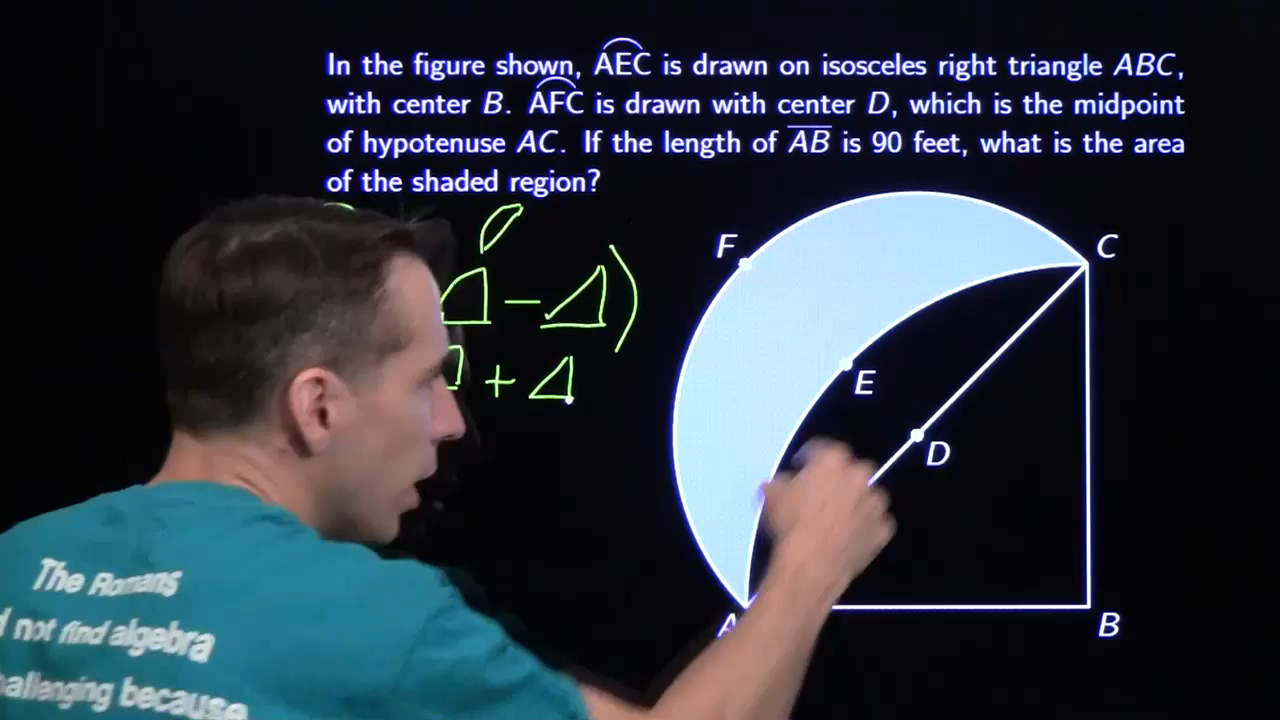 In the figure shown, AEC is drawn on isosceles right triangle ABC,
with center B. AFC is drawn with center D, which is the midpoint
of hypotenuse AC. If the length of AB is 90 feet, what is the area
of the shaded region?
F
C
E
D
A
B
− )
+
The Romans
not find algebra
challenging because